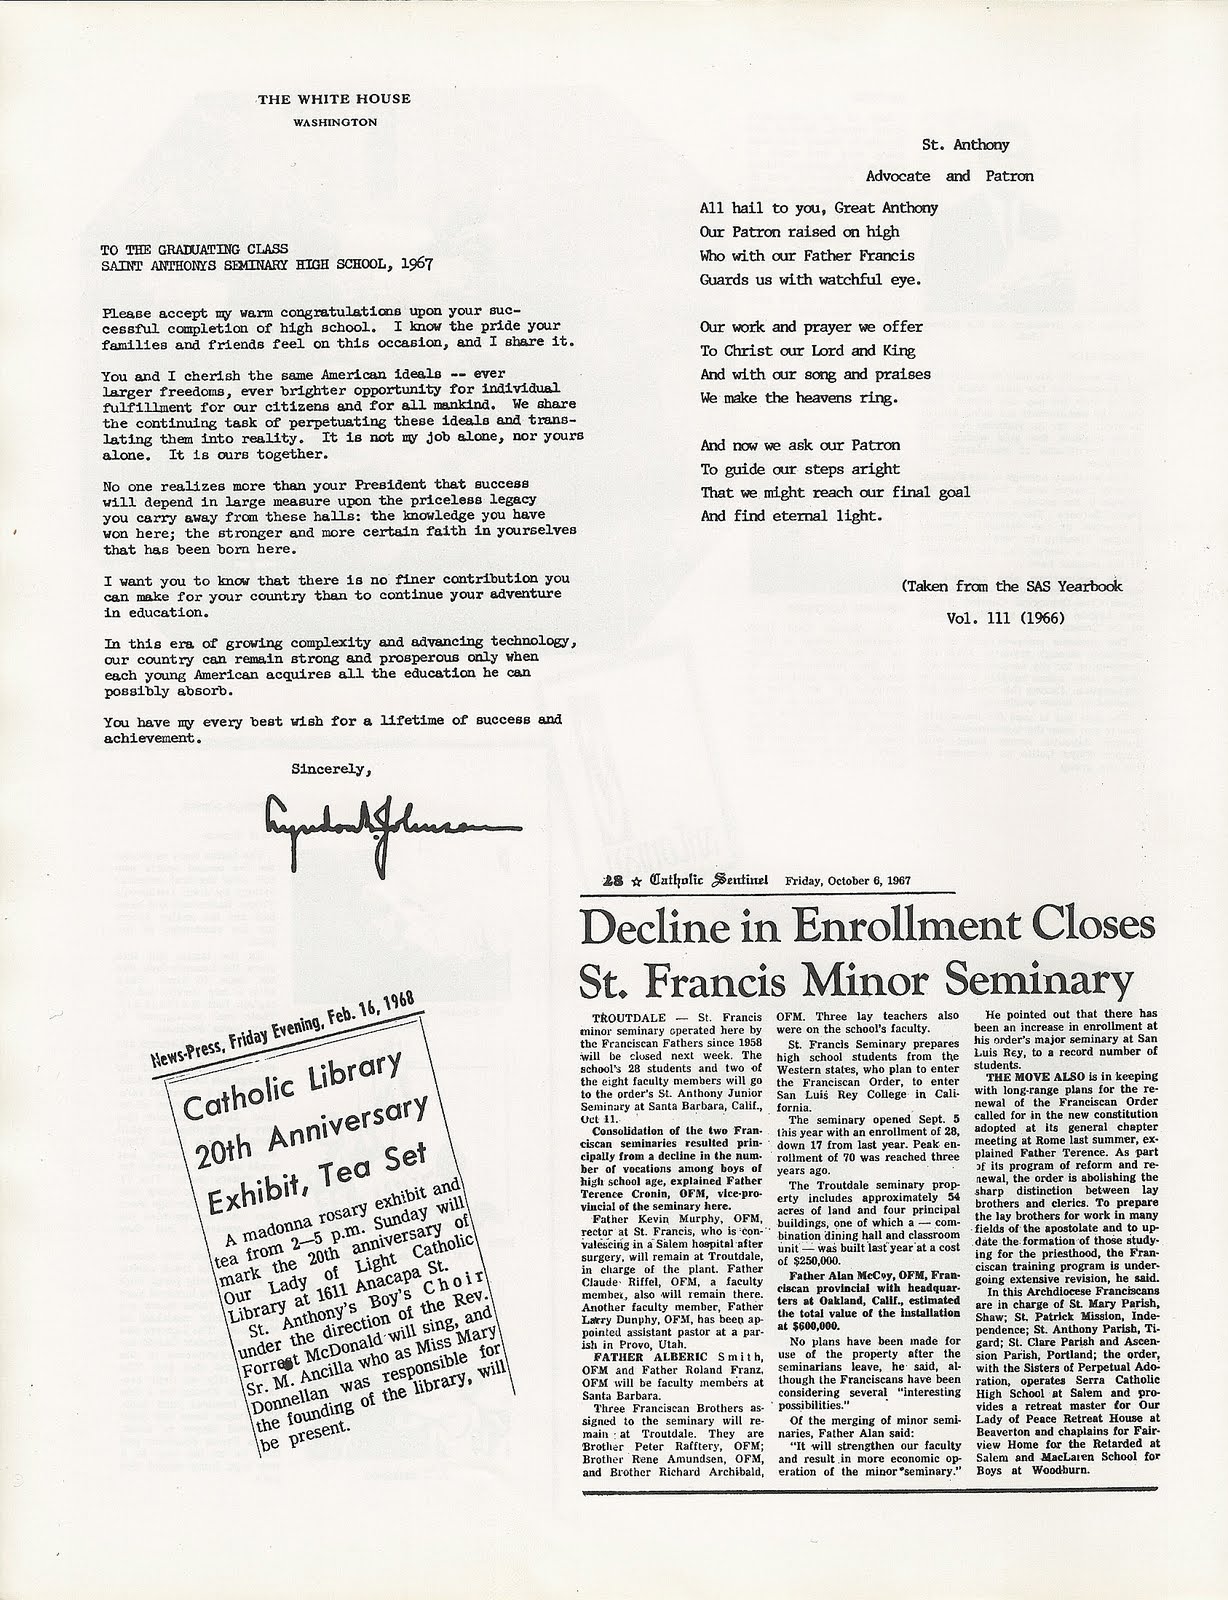 THE WHITE HOUSE
WASHINGTON
TO THE GRADUATING CLASS
SAINT ANTHONYS SEMINARY HIGH SCHOOL, 1967
Please accept my warm congratulations upon your suc-
cessful completion of high school. I know the pride your
families and friends feel on this occasion, and I share it.
You and I cherish the same American ideals -- ever
larger freedoms, ever brighter opportunity for individual
fulfillment for our citizens and for all mankind. We share
the continuing task of perpetuating these ideals and trans-
lating them into reality. It is not my job alone, nor yours
alone. It is ours together.
No one realizes more than your President that success
will depend in large measure upon the priceless legacy
you carry away from these halls: the knowledge you have
won here; the stronger and more certain faith in yourselves
that has been born here.
I want you to know that there is no finer contribution you
can make for your country than to continue your adventure
in education.
In this era of growing complexity and advancing technology,
our country can remain strong and prosperous only when
each young American acquires all the education he can
possibly absorb.
You have my every best wish for a lifetime of success and
achievement.
Sincerely,
Lyndon B. Johnson
St. Anthony
Advocate and Patron
All hail to you, Great Anthony
Our Patron raised on high
Who with our Father Francis
Guards us with watchful eye.
Our work and prayer we offer
To Christ our Lord and King
And with our song and praises
We make the heavens ring.
And now we ask our Patron
To guide our steps aright
That we might reach our final goal
And find eternal light.
(Taken from the SAS Yearbook
Vol. 111 (1966)
News-Press, Friday Evening, Feb. 16, 1968
Catholic Library
20th Anniversary
Exhibit, Tea Set
A madonna rosary exhibit and
tea from 2—5 p.m. Sunday will
mark the 20th anniversary of
Our Lady of Light Catholic
Library at 1611 Anacapa St.
St. Anthony's Boy's Choir
under the direction of the Rev.
Forrest McDonald will sing, and
Sr. M. Ancilla who as Miss Mary
Donnellan was responsible for
the founding of the library, will
be present.
28 ☆ Catholic Sentinel Friday, October 6, 1967
Decline in Enrollment Closes
St. Francis Minor Seminary
TROUTDALE — St. Francis
minor seminary operated here by
the Franciscan Fathers since 1958
will be closed next week. The
school's 28 students and two of
the eight faculty members will go
to the order's St. Anthony Junior
Seminary at Santa Barbara, Calif.,
Oct 11.
Consolidation of the two Fran-
ciscan seminaries resulted prin-
cipally from a decline in the num-
ber of vocations among boys of
high school age, explained Father
Terence Cronin, OFM, vice-pro-
vincial of the seminary here.
Father Kevin Murphy, OFM,
rector at St. Francis, who is con-
valescing in a Salem hospital after
surgery, will remain at Troutdale,
in charge of the plant. Father
Claude Riffel, OFM, a faculty
member, also will remain there.
Another faculty member, Father
Larry Dunphy, OFM, has been ap-
pointed assistant pastor at a par-
ish in Provo, Utah.
FATHER ALBERIC Smith,
OFM and Father Roland Franz,
OFM will be faculty members at
Santa Barbara.
Three Franciscan Brothers as-
signed to the seminary will re-
main at Troutdale. They are
Brother Peter Rafftery, OFM;
Brother Rene Amundsen, OFM,
and Brother Richard Archibald,
OFM. Three lay teachers also
were on the school's faculty.
St. Francis Seminary prepares
high school students from the
Western states, who plan to enter
the Franciscan Order, to enter
San Luis Rey College in Cali-
fornia.
The seminary opened Sept. 5
this year with an enrollment of 28,
down 17 from last year. Peak en-
rollment of 70 was reached three
years ago.
The Troutdale seminary prop-
erty includes approximately 54
acres of land and four principal
buildings, one of which a — com-
bination dining hall and classroom
unit — was built last year at a cost
of $250,000.
Father Alan McCoy, OFM, Fran-
ciscan provincial with headquar-
ters at Oakland, Calif., estimated
the total value of the installation
at $600,000.
No plans have been made for
use of the property after the
seminarians leave, he said, al-
though the Franciscans have been
considering several "interesting
possibilities."
Of the merging of minor semi-
naries, Father Alan said:
"It will strengthen our faculty
and result in more economic op-
eration of the minor seminary."
He pointed out that there has
been an increase in enrollment at
his order's major seminary at San
Luis Rey, to a record number of
students.
THE MOVE ALSO is in keeping
with long-range plans for the re-
newal of the Franciscan Order
called for in the new constitution
adopted at its general chapter
meeting at Rome last summer, ex-
plained Father Terence. As part
of its program of reform and re-
newal, the order is abolishing the
sharp distinction between lay
brothers and clerics. To prepare
the lay brothers for work in many
fields of the apostolate and to up-
date the formation of those study-
ing for the priesthood, the Fran-
ciscan training program is under-
going extensive revision, he said.
In this Archdiocese Franciscans
are in charge of St. Mary Parish,
Shaw; St. Patrick Mission, Inde-
pendence; St. Anthony Parish, Ti-
gard; St. Clare Parish and Ascen-
sion Parish, Portland; the order,
with the Sisters of Perpetual Ado-
ration, operates Serra Catholic
High School at Salem and pro-
vides a retreat master for Our
Lady of Peace Retreat House at
Beaverton and chaplains for Fair-
view Home for the Retarded at
Salem and MacLaren School for
Boys at Woodburn.